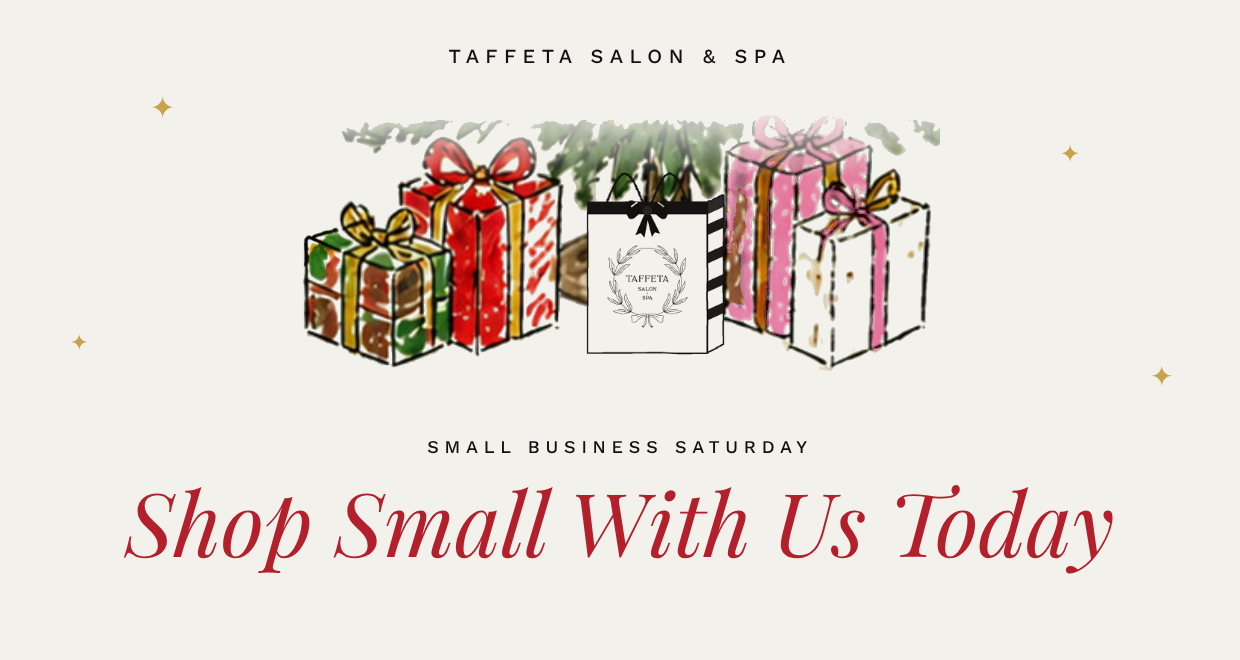 TAFFETA SALON & SPA
TAFFETA
SALON
SPA
SMALL BUSINESS SATURDAY
Shop Small With Us Today